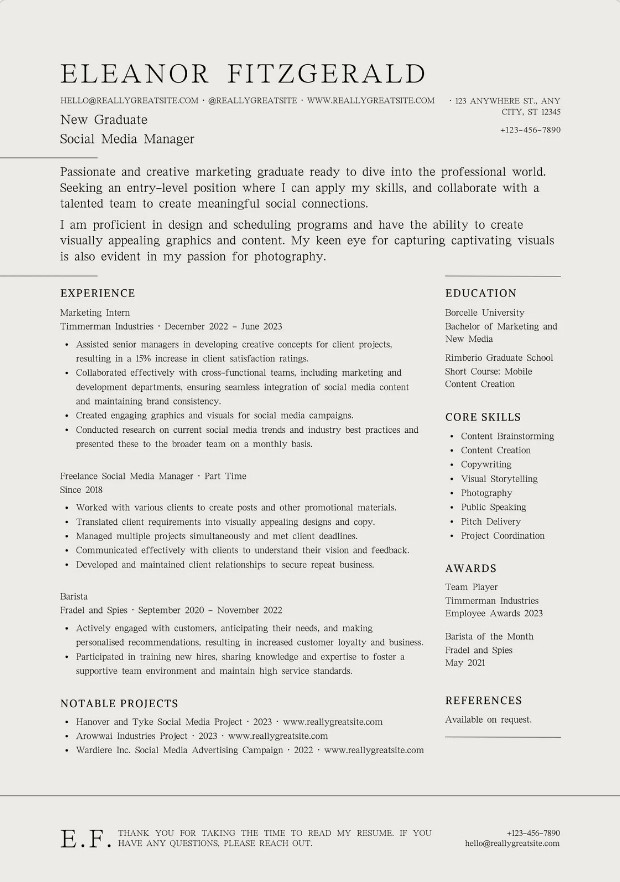 ELEANOR FITZGERALD
HELLO@REALLYGREATSITE.COM · @REALLYGREATSITE · WWW.REALLYGREATSITE.COM · 123 ANYWHERE ST., ANY
CITY, ST 12345
+123-456-7890
New Graduate
Social Media Manager
Passionate and creative marketing graduate ready to dive into the professional world.
Seeking an entry-level position where I can apply my skills, and collaborate with a
talented team to create meaningful social connections.
I am proficient in design and scheduling programs and have the ability to create
visually appealing graphics and content. My keen eye for capturing captivating visuals
is also evident in my passion for photography.
EXPERIENCE
Marketing Intern
Timmerman Industries · December 2022 - June 2023
• Assisted senior managers in developing creative concepts for client projects,
resulting in a 15% increase in client satisfaction ratings.
• Collaborated effectively with cross-functional teams, including marketing and
development departments, ensuring seamless integration of social media content
and maintaining brand consistency.
• Created engaging graphics and visuals for social media campaigns.
• Conducted research on current social media trends and industry best practices and
presented these to the broader team on a monthly basis.
Freelance Social Media Manager · Part Time
Since 2018
• Worked with various clients to create posts and other promotional materials.
• Translated client requirements into visually appealing designs and copy.
• Managed multiple projects simultaneously and met client deadlines.
• Communicated effectively with clients to understand their vision and feedback.
• Developed and maintained client relationships to secure repeat business.
Barista
Fradel and Spies · September 2020 - November 2022
• Actively engaged with customers, anticipating their needs, and making
personalised recommendations, resulting in increased customer loyalty and business.
• Participated in training new hires, sharing knowledge and expertise to foster a
supportive team environment and maintain high service standards.
NOTABLE PROJECTS
• Hanover and Tyke Social Media Project · 2023 · www.reallygreatsite.com
• Arowwai Industries Project · 2023 · www.reallygreatsite.com
• Wardiere Inc. Social Media Advertising Campaign · 2022 · www.reallygreatsite.com
EDUCATION
Borcelle University
Bachelor of Marketing and
New Media
Rimberio Graduate School
Short Course: Mobile
Content Creation
CORE SKILLS
• Content Brainstorming
• Content Creation
• Copywriting
• Visual Storytelling
• Photography
• Public Speaking
• Pitch Delivery
• Project Coordination
AWARDS
Team Player
Timmerman Industries
Employee Awards 2023
Barista of the Month
Fradel and Spies
May 2021
REFERENCES
Available on request.
E.F.
THANK YOU FOR TAKING THE TIME TO READ MY RESUME. IF YOU
HAVE ANY QUESTIONS, PLEASE REACH OUT.
+123-456-7890
hello@reallygreatsite.com